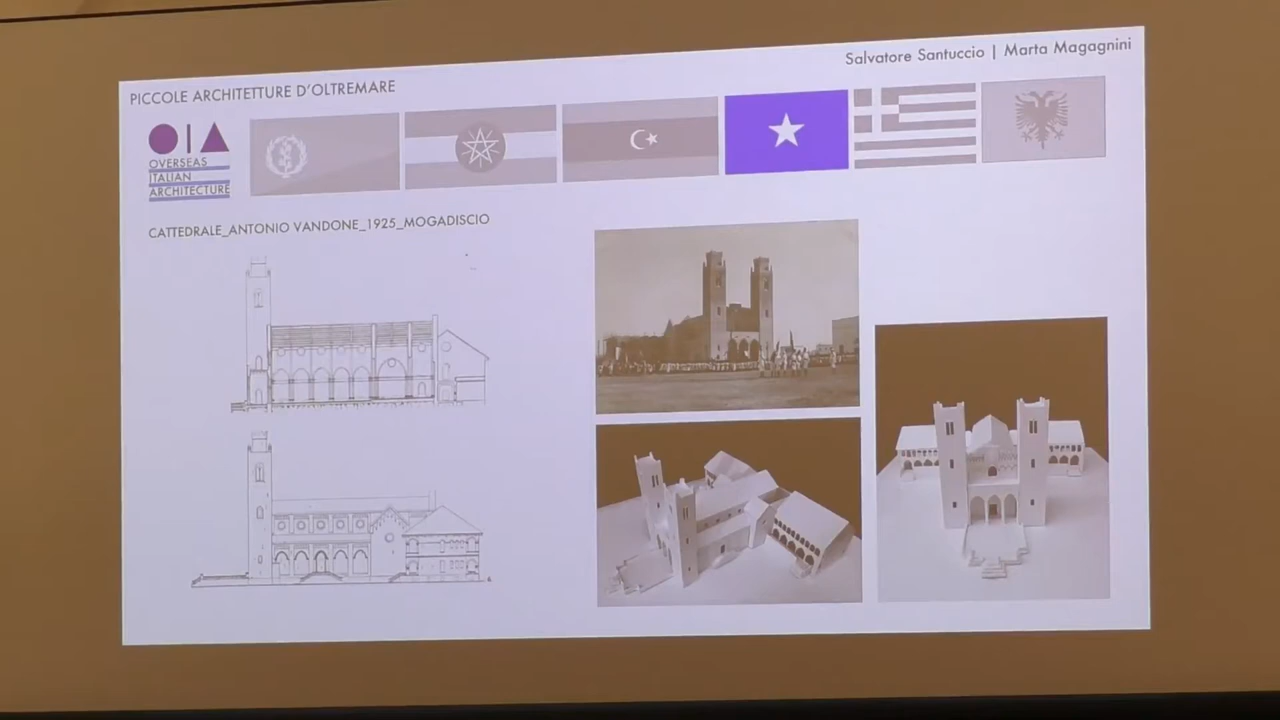 PICCOLE ARCHITETTURE D'OLTREMARE
Salvatore Santuccio | Marta Magagnini
OVERSEAS
ITALIAN
ARCHITECTURE
CATTEDRALE_ANTONIO VANDONE_1925_MOGADISCIO